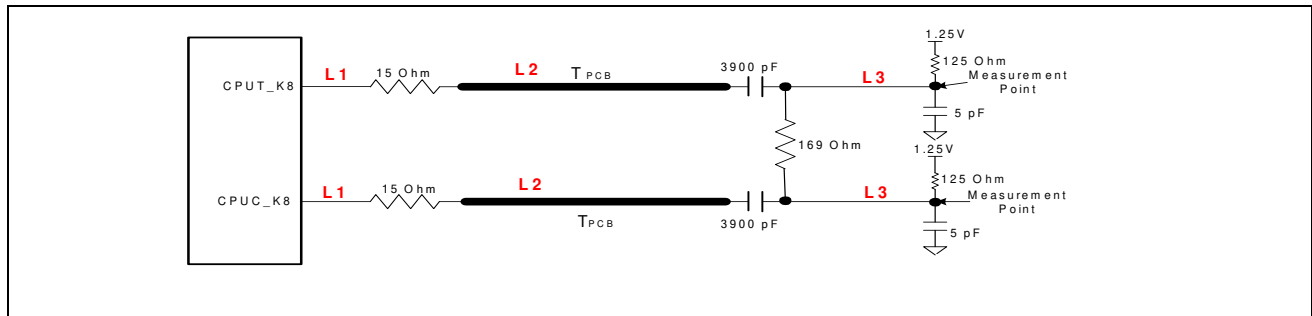 1.25V
125 Ohm
Measurement
Point
5 pF
CPUT_K8
L1
15 Ohm
L2
TPCB
3900 pF
L3
169 Ohm
1.25V
125 Ohm
Measurement
Point
5 pF
CPUC_K8
L1
15 Ohm
L2
TPCB
3900 pF
L3